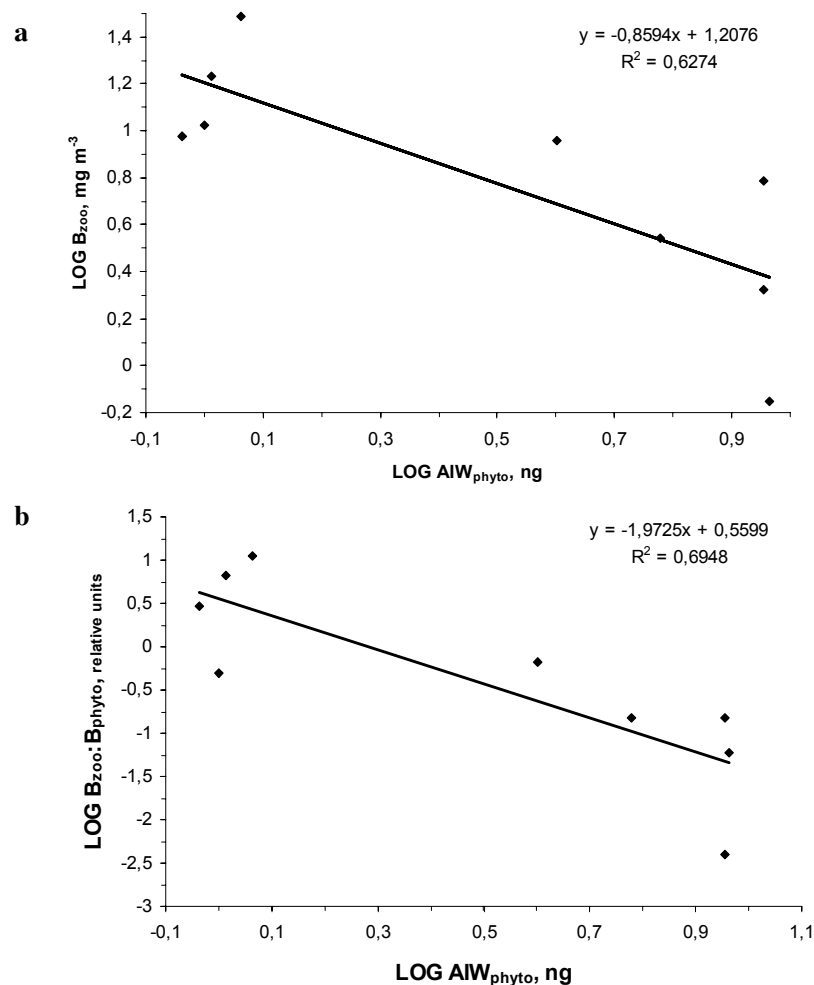 a
1,4
1,2
1
0,8
0,6
0,4
0,2
0
-0,2
LOG Bzoo, mg m-3
y = -0,8594x + 1,2076
R2 = 0,6274
-0,1 0,1 0,3 0,5 0,7 0,9
LOG AIWphyto, ng
b
1,5
1
0,5
0
-0,5
-1
-1,5
-2
-2,5
-3
LOG Bzoo:Bphyto, relative units
y = -1,9725x + 0,5599
R2 = 0,6948
-0,1 0,1 0,3 0,5 0,7 0,9 1,1
LOG AIWphyto, ng